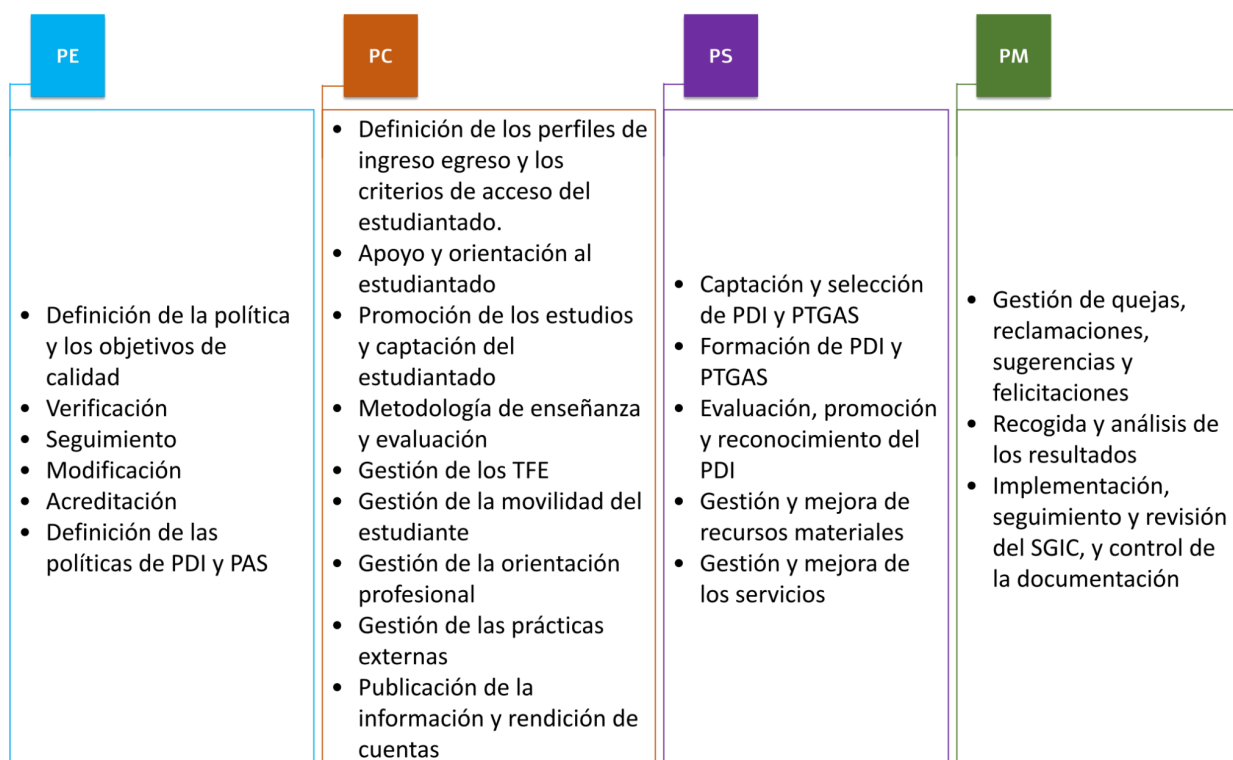 PE
• Definición de la política
y los objetivos de
calidad
• Verificación
• Seguimiento
• Modificación
• Acreditación
• Definición de las
políticas de PDI y PAS
PC
• Definición de los perfiles de
ingreso egreso y los
criterios de acceso del
estudiantado.
• Apoyo y orientación al
estudiantado
• Promoción de los estudios
y captación del
estudiantado
• Metodología de enseñanza
y evaluación
• Gestión de los TFE
• Gestión de la movilidad del
estudiante
• Gestión de la orientación
profesional
• Gestión de las prácticas
externas
• Publicación de la
información y rendición de
cuentas
PS
• Captación y selección
de PDI y PTGAS
• Formación de PDI y
PTGAS
• Evaluación, promoción
y reconocimiento del
PDI
• Gestión y mejora de
recursos materiales
• Gestión y mejora de
los servicios
PM
• Gestión de quejas,
reclamaciones,
sugerencias y
felicitaciones
• Recogida y análisis de
los resultados
• Implementación,
seguimiento y revisión
del SGIC, y control de
la documentación